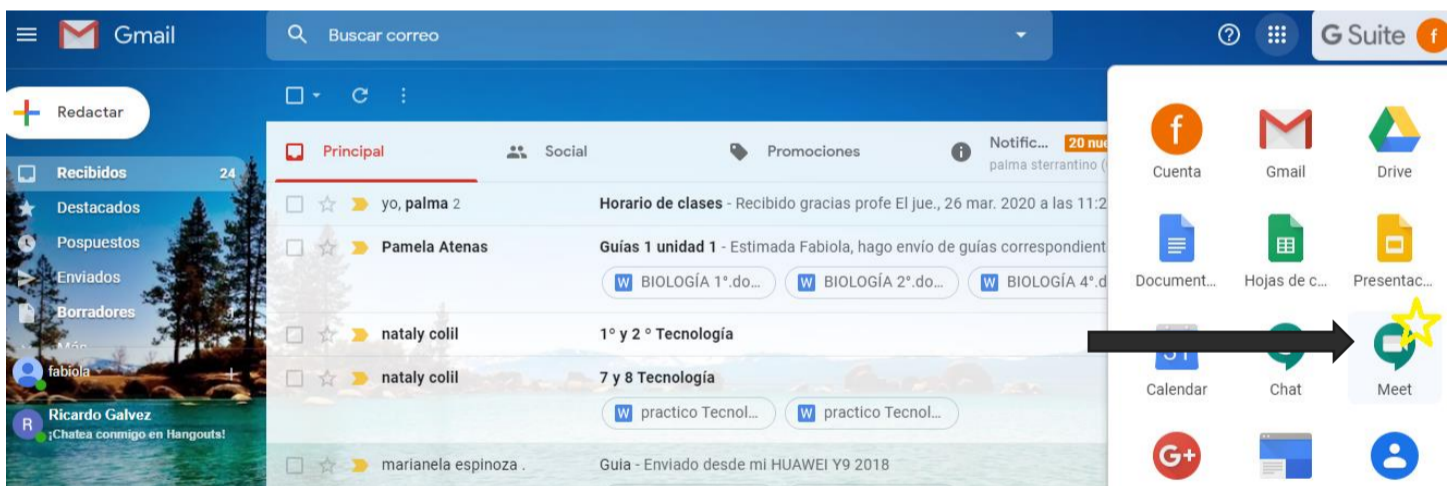 Gmail
Buscar correo
G Suite
f
Redactar
Recibidos 24
Destacados
Pospuestos
Enviados
Borradores
Más
fabiola
R
Ricardo Galvez
¡Chatea conmigo en Hangouts!
Principal
Social
Promociones
Notific... 20 nue
palma sterrantino (
yo, palma 2 Horario de clases - Recibido gracias profe El jue., 26 mar. 2020 a las 11:2
Pamela Atenas Guías 1 unidad 1 - Estimada Fabiola, hago envío de guías correspondient
W BIOLOGÍA 1°.do... W BIOLOGÍA 2°.do... W BIOLOGÍA 4°.d
nataly colil 1° y 2 ° Tecnología
nataly colil 7 y 8 Tecnología
W practico Tecnol... W practico Tecnol...
marianela espinoza . Guia - Enviado desde mi HUAWEI Y9 2018
f
Cuenta Gmail Drive
Document... Hojas de c... Presentac...
31
Calendar Chat Meet
G+